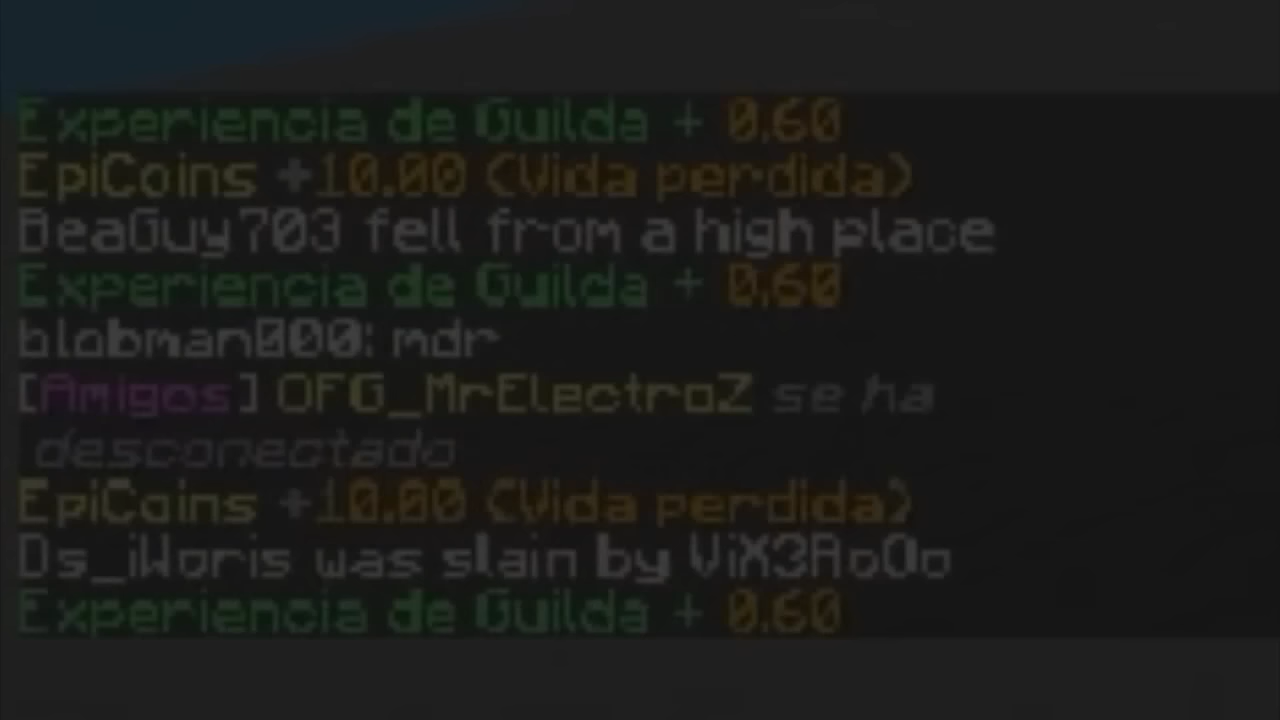 Experiencia de Guilda + 0.60
EpiCoins +10.00 (Vida perdida)
BeaGuy703 fell from a high place
Experiencia de Guilda + 0.60
blobman000: mdr
[Amigos] OFG_MrElectroZ se ha
desconectado
EpiCoins +10.00 (Vida perdida)
Ds_iWoris was slain by ViX3AoOo
Experiencia de Guilda + 0.60